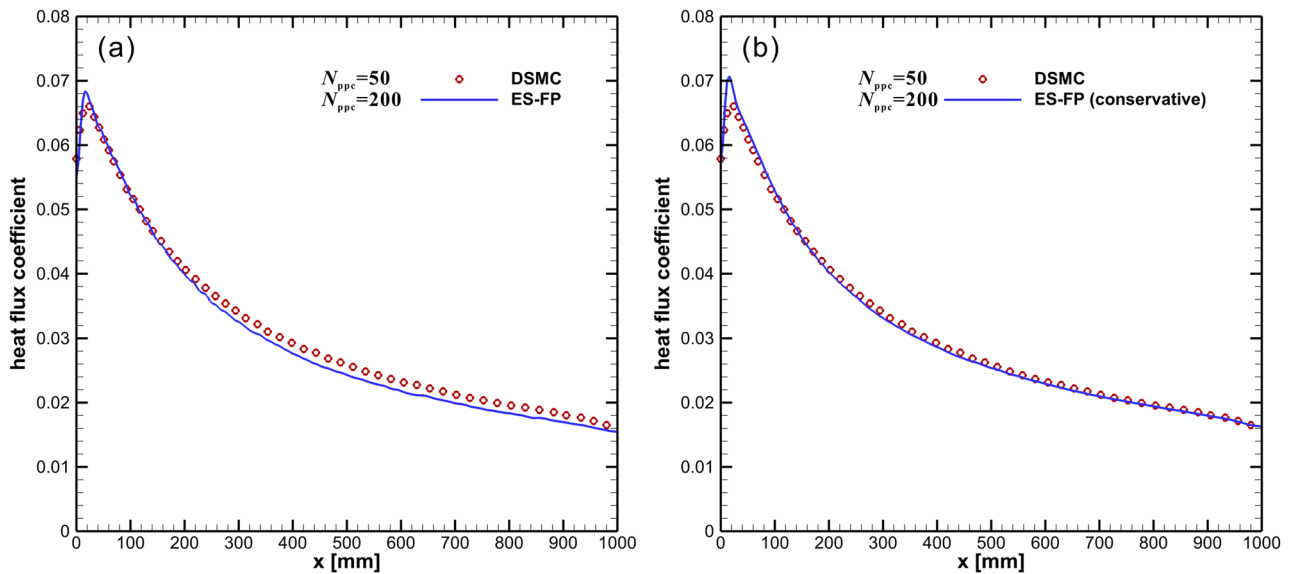 (a)
N_ppc=50 DSMC
N_ppc=200 ES-FP
heat flux coefficient
0.08
0.07
0.06
0.05
0.04
0.03
0.02
0.01
0
0 100 200 300 400 500 600 700 800 900 1000
x [mm]
(b)
N_ppc=50 DSMC
N_ppc=200 ES-FP (conservative)
heat flux coefficient
0.08
0.07
0.06
0.05
0.04
0.03
0.02
0.01
0
0 100 200 300 400 500 600 700 800 900 1000
x [mm]